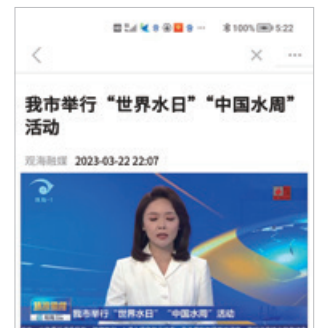 100% 5:22
我市举行“世界水日”“中国水周”
活动
观海融媒 2023-03-22 22:07
我市举行“世界水日”“中国水周”活动